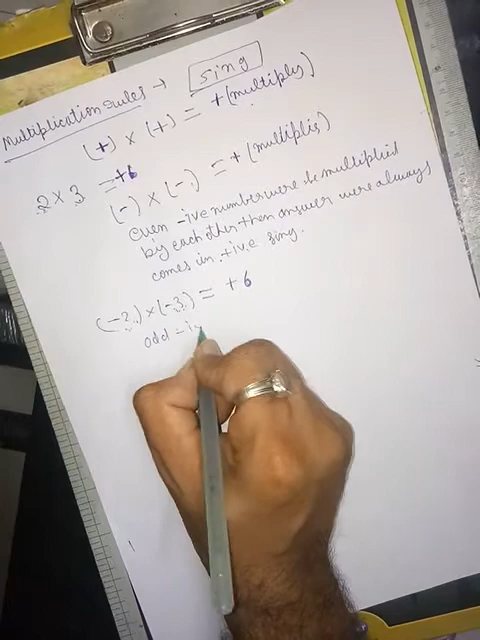 Multiplication rules → sing
(+) × (+) = +(multiply)
2 × 3 = +6
(-) × (-) = +(multiplis)
even -ive number were be multiplied
by each other then answer were always
comes in +ive siny.
(-2) × (-3) = +6
odd -i